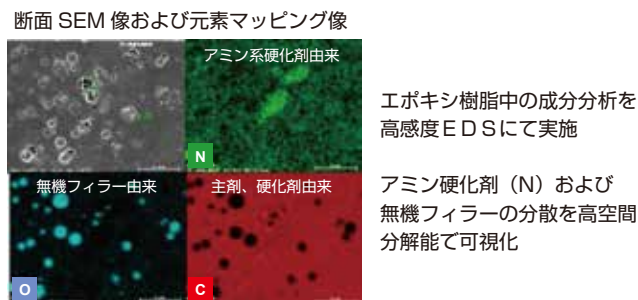 断面 SEM 像および元素マッピング像
アミン系硬化剤由来
N
無機フィラー由来
主剤、硬化剤由来
O
C
エポキシ樹脂中の成分分析を
高感度EDSにて実施
アミン硬化剤（N）および
無機フィラーの分散を高空間
分解能で可視化